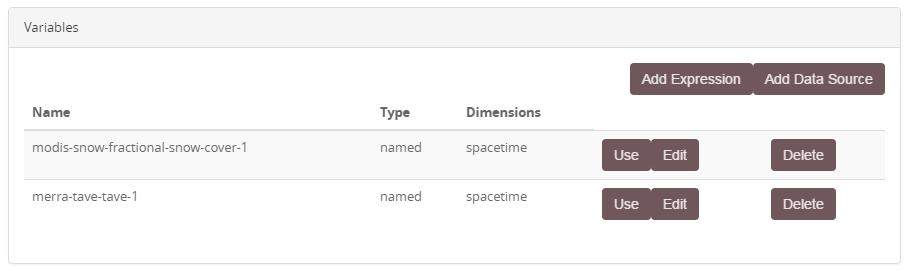 Variables
Add Expression Add Data Source
Name Type Dimensions
modis-snow-fractional-snow-cover-1 named spacetime Use Edit Delete
merra-tave-tave-1 named spacetime Use Edit Delete